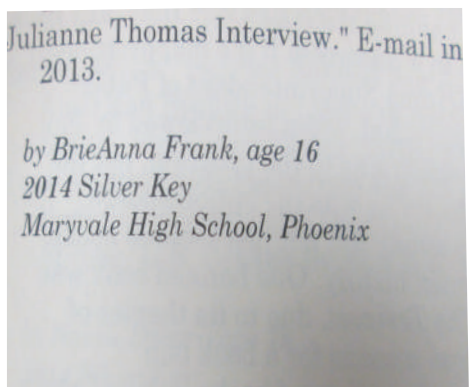 Julianne Thomas Interview." E-mail in
2013.
by BrieAnna Frank, age 16
2014 Silver Key
Maryvale High School, Phoenix